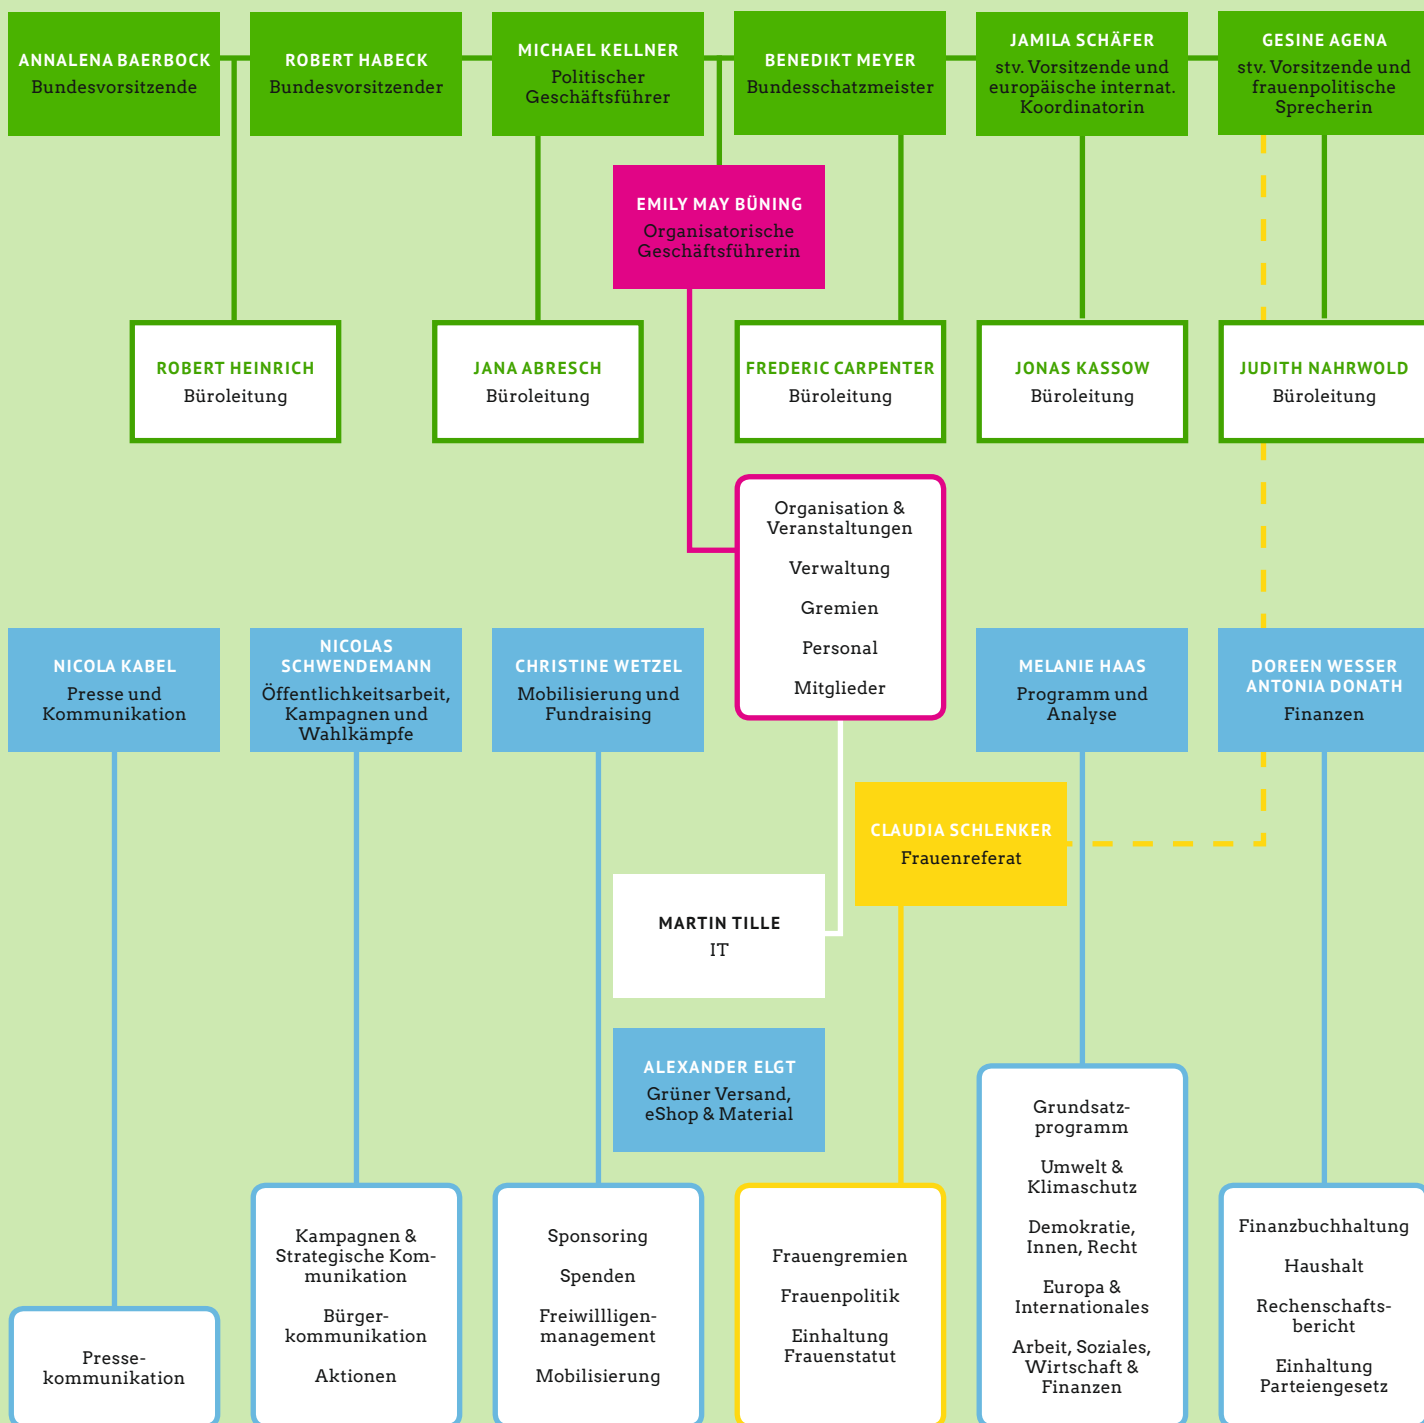 ANNALENA BAERBOCK
Bundesvorsitzende
ROBERT HABECK
Bundesvorsitzender
MICHAEL KELLNER
Politischer
Geschäftsführer
BENEDIKT MEYER
Bundesschatzmeister
JAMILA SCHÄFER
stv. Vorsitzende und
europäische internat.
Koordinatorin
GESINE AGENA
stv. Vorsitzende und
frauenpolitische
Sprecherin
EMILY MAY BÜNING
Organisatorische
Geschäftsführerin
ROBERT HEINRICH
Büroleitung
JANA ABRESCH
Büroleitung
FREDERIC CARPENTER
Büroleitung
JONAS KASSOW
Büroleitung
JUDITH NAHRWOLD
Büroleitung
Organisation &
Veranstaltungen
Verwaltung
Gremien
Personal
Mitglieder
NICOLA KABEL
Presse und
Kommunikation
NICOLAS
SCHWENDEMANN
Öffentlichkeitsarbeit,
Kampagnen und
Wahlkämpfe
CHRISTINE WETZEL
Mobilisierung und
Fundraising
MELANIE HAAS
Programm und
Analyse
DOREEN WESSER
ANTONIA DONATH
Finanzen
CLAUDIA SCHLENKER
Frauenreferat
MARTIN TILLE
IT
ALEXANDER ELGT
Grüner Versand,
eShop & Material
Presse-
kommunikation
Kampagnen &
Strategische Kom-
munikation
Bürger-
kommunikation
Aktionen
Sponsoring
Spenden
Freiwillligen-
management
Mobilisierung
Frauengremien
Frauenpolitik
Einhaltung
Frauenstatut
Grundsatz-
programm
Umwelt &
Klimaschutz
Demokratie,
Innen, Recht
Europa &
Internationales
Arbeit, Soziales,
Wirtschaft &
Finanzen
Finanzbuchhaltung
Haushalt
Rechenschafts-
bericht
Einhaltung
Parteiengesetz